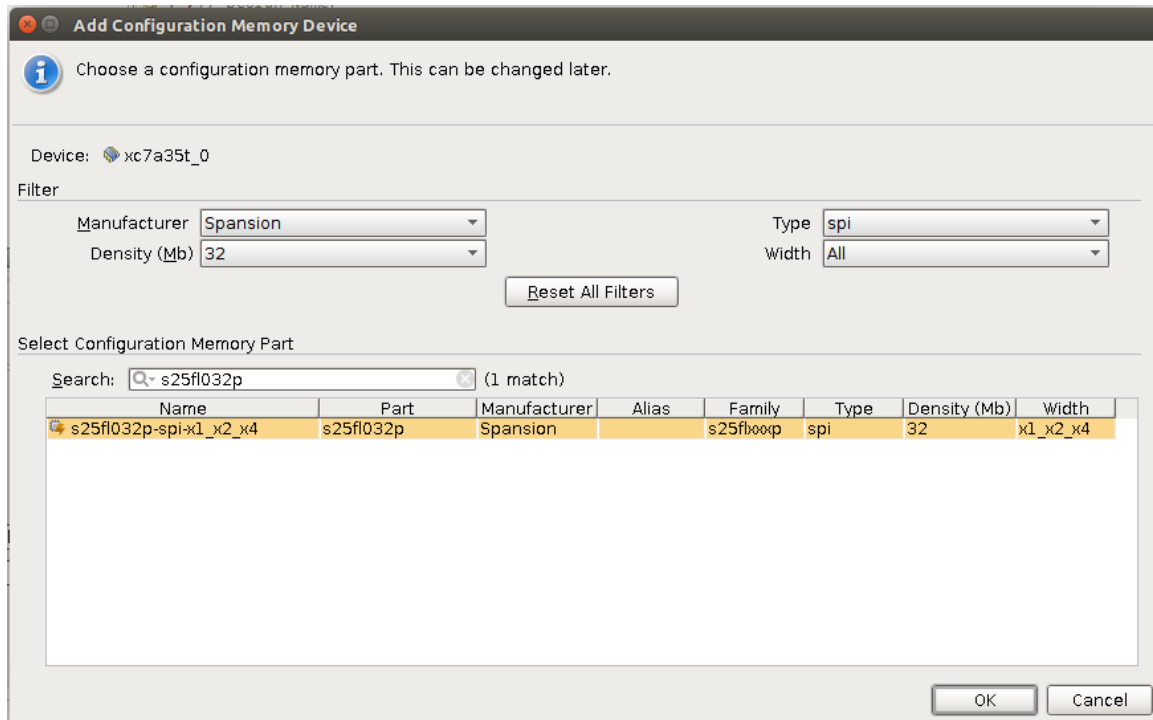 Add Configuration Memory Device
Choose a configuration memory part. This can be changed later.
Device: xc7a35t_0
Filter
Manufacturer Spansion Type spi
Density (Mb) 32 Width All
Reset All Filters
Select Configuration Memory Part
Search: s25fl032p (1 match)
Name Part Manufacturer Alias Family Type Density (Mb) Width
s25fl032p-spi-x1_x2_x4 s25fl032p Spansion s25flxxxp spi 32 x1_x2_x4
OK Cancel